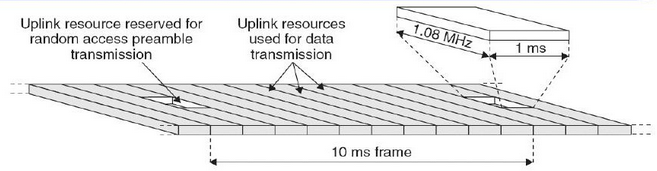 Uplink resource reserved for
random access preamble
transmission
Uplink resources
used for data
transmission
1.08 MHz
1 ms
10 ms frame